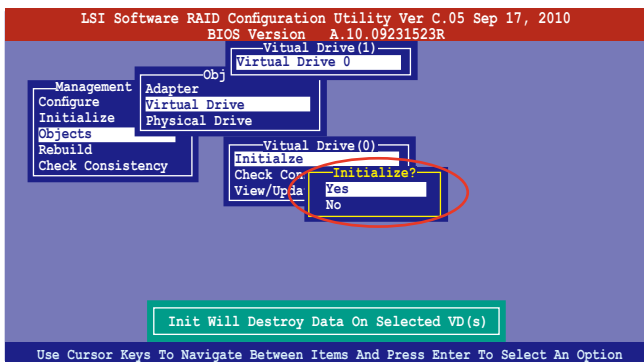 LSI Software RAID Configuration Utility Ver C.05 Sep 17, 2010
BIOS Version A.10.09231523R
Vitual Drive(1)
Virtual Drive 0
Obj
Adapter
Virtual Drive
Physical Drive
Management
Configure
Initialize
Objects
Rebuild
Check Consistency
Vitual Drive(0)
Initialze
Check Con
View/Upda
Initialize?
Yes
No
Init Will Destroy Data On Selected VD(s)
Use Cursor Keys To Navigate Between Items And Press Enter To Select An Option